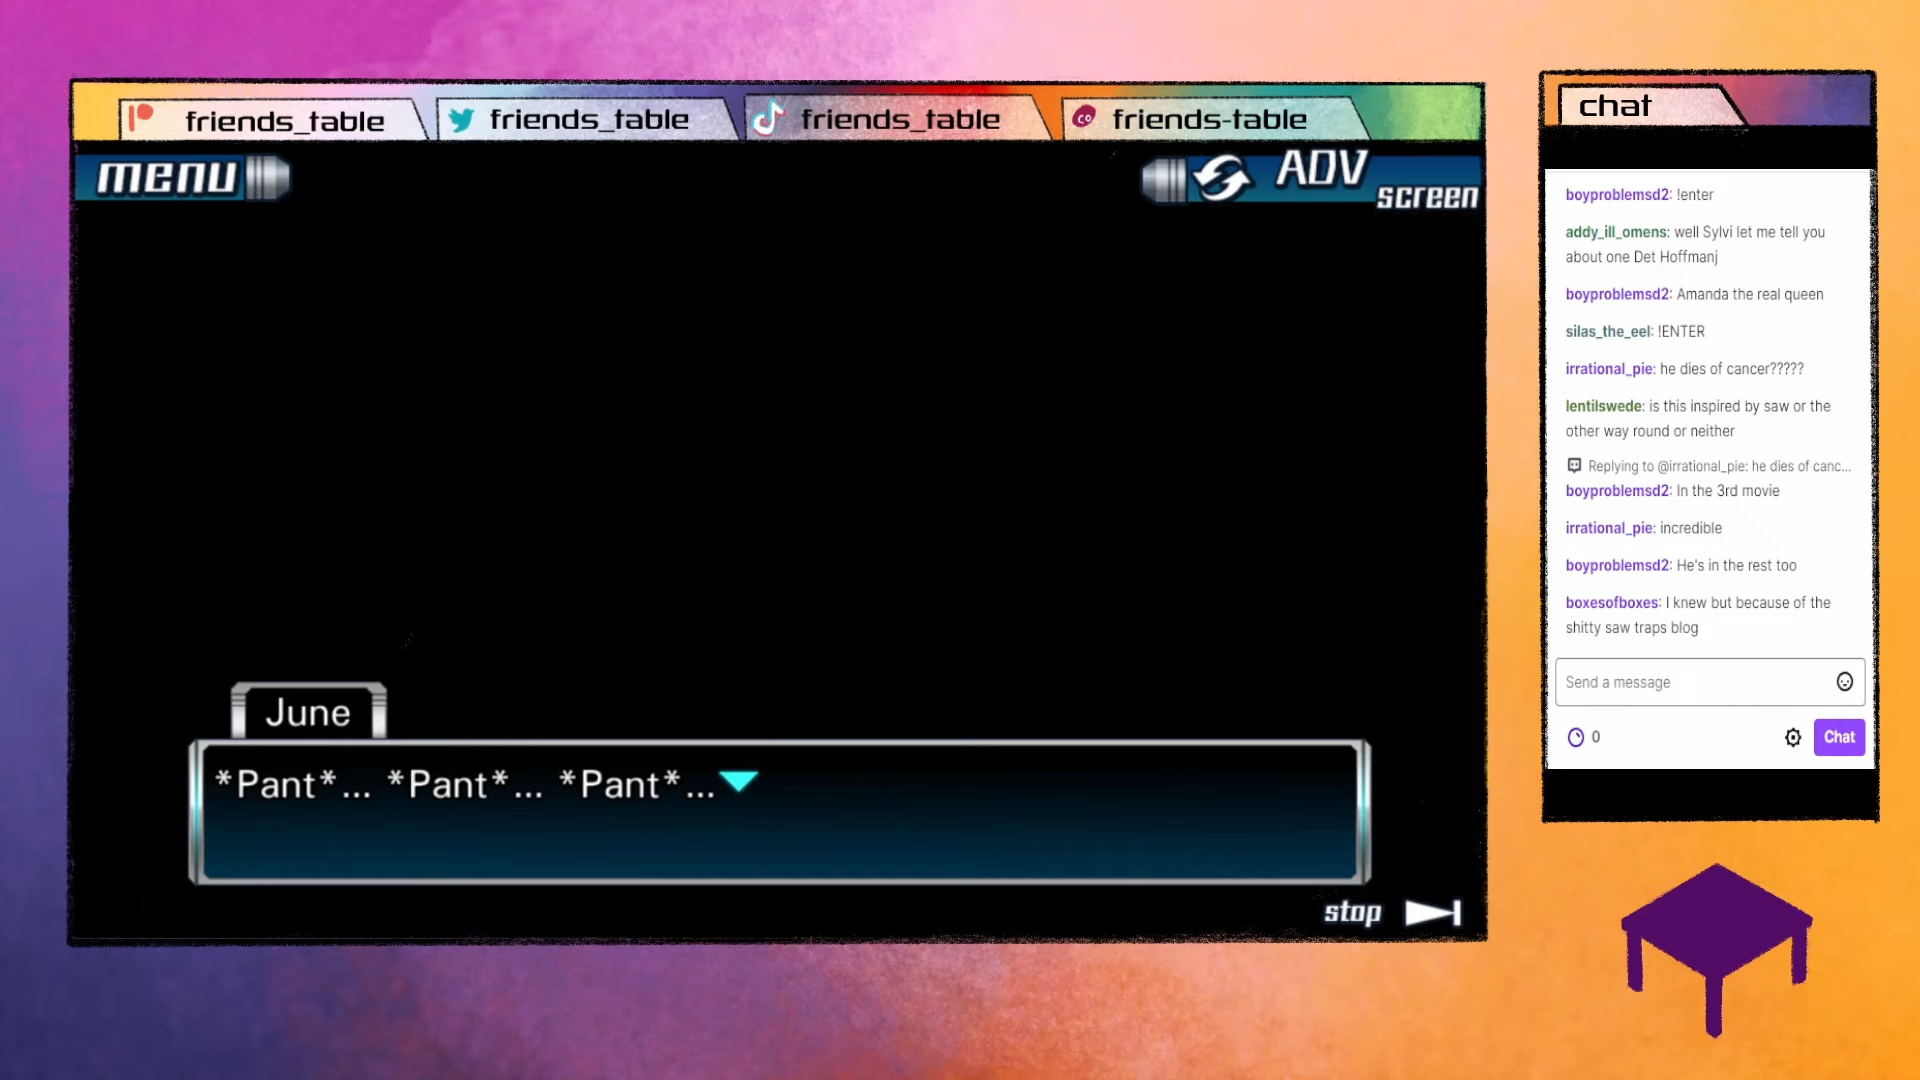 friends_table
friends_table
friends_table
friends-table
menu
ADV
screen
June
*Pant*... *Pant*... *Pant*...
stop
chat
boyproblemsd2: !enter
addy_ill_omens: well Sylvi let me tell you
about one Det Hoffmanj
boyproblemsd2: Amanda the real queen
silas_the_eel: !ENTER
irrational_pie: he dies of cancer?????
lentilswede: is this inspired by saw or the
other way round or neither
Replying to @irrational_pie: he dies of canc...
boyproblemsd2: In the 3rd movie
irrational_pie: incredible
boyproblemsd2: He's in the rest too
boxesofboxes: I knew but because of the
shitty saw traps blog
Send a message
0
Chat